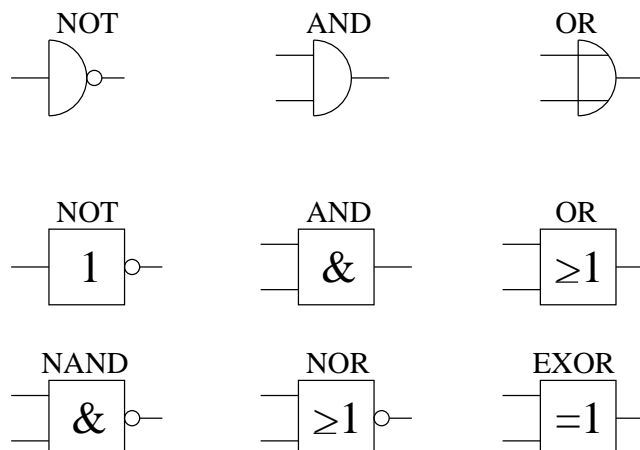 NOT AND OR
NOT AND OR
1 & ≥1
NAND NOR EXOR
& ≥1 =1